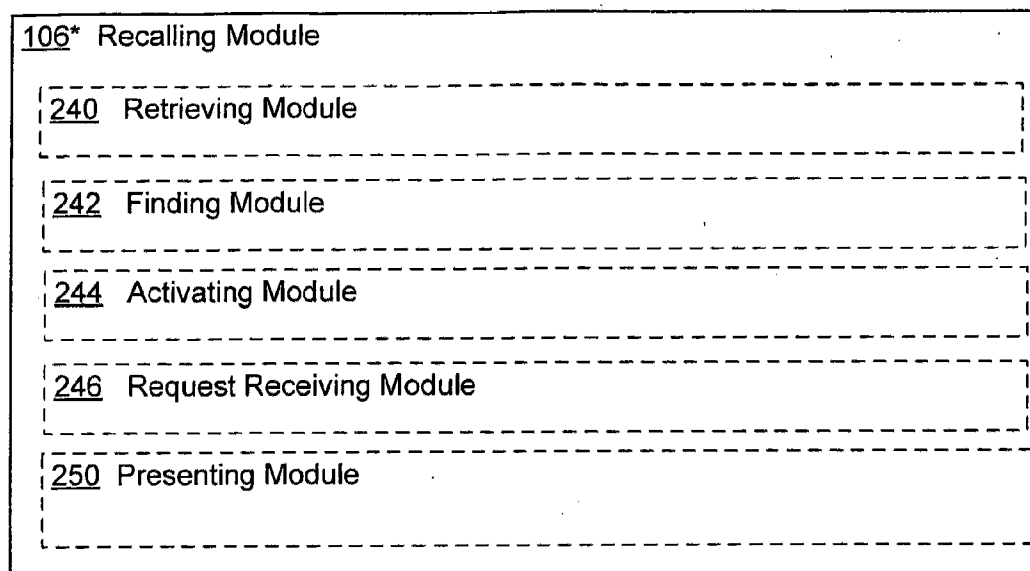 106* Recalling Module
240 Retrieving Module
242 Finding Module
244 Activating Module
246 Request Receiving Module
250 Presenting Module